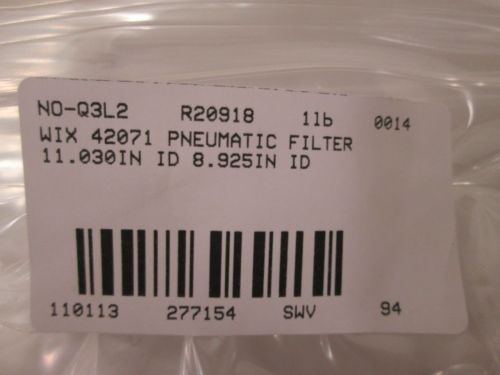 NO-Q3L2 R20918 1lb 0014
WIX 42071 PNEUMATIC FILTER
11.030IN ID 8.925IN ID
110113 277154 SWV 94